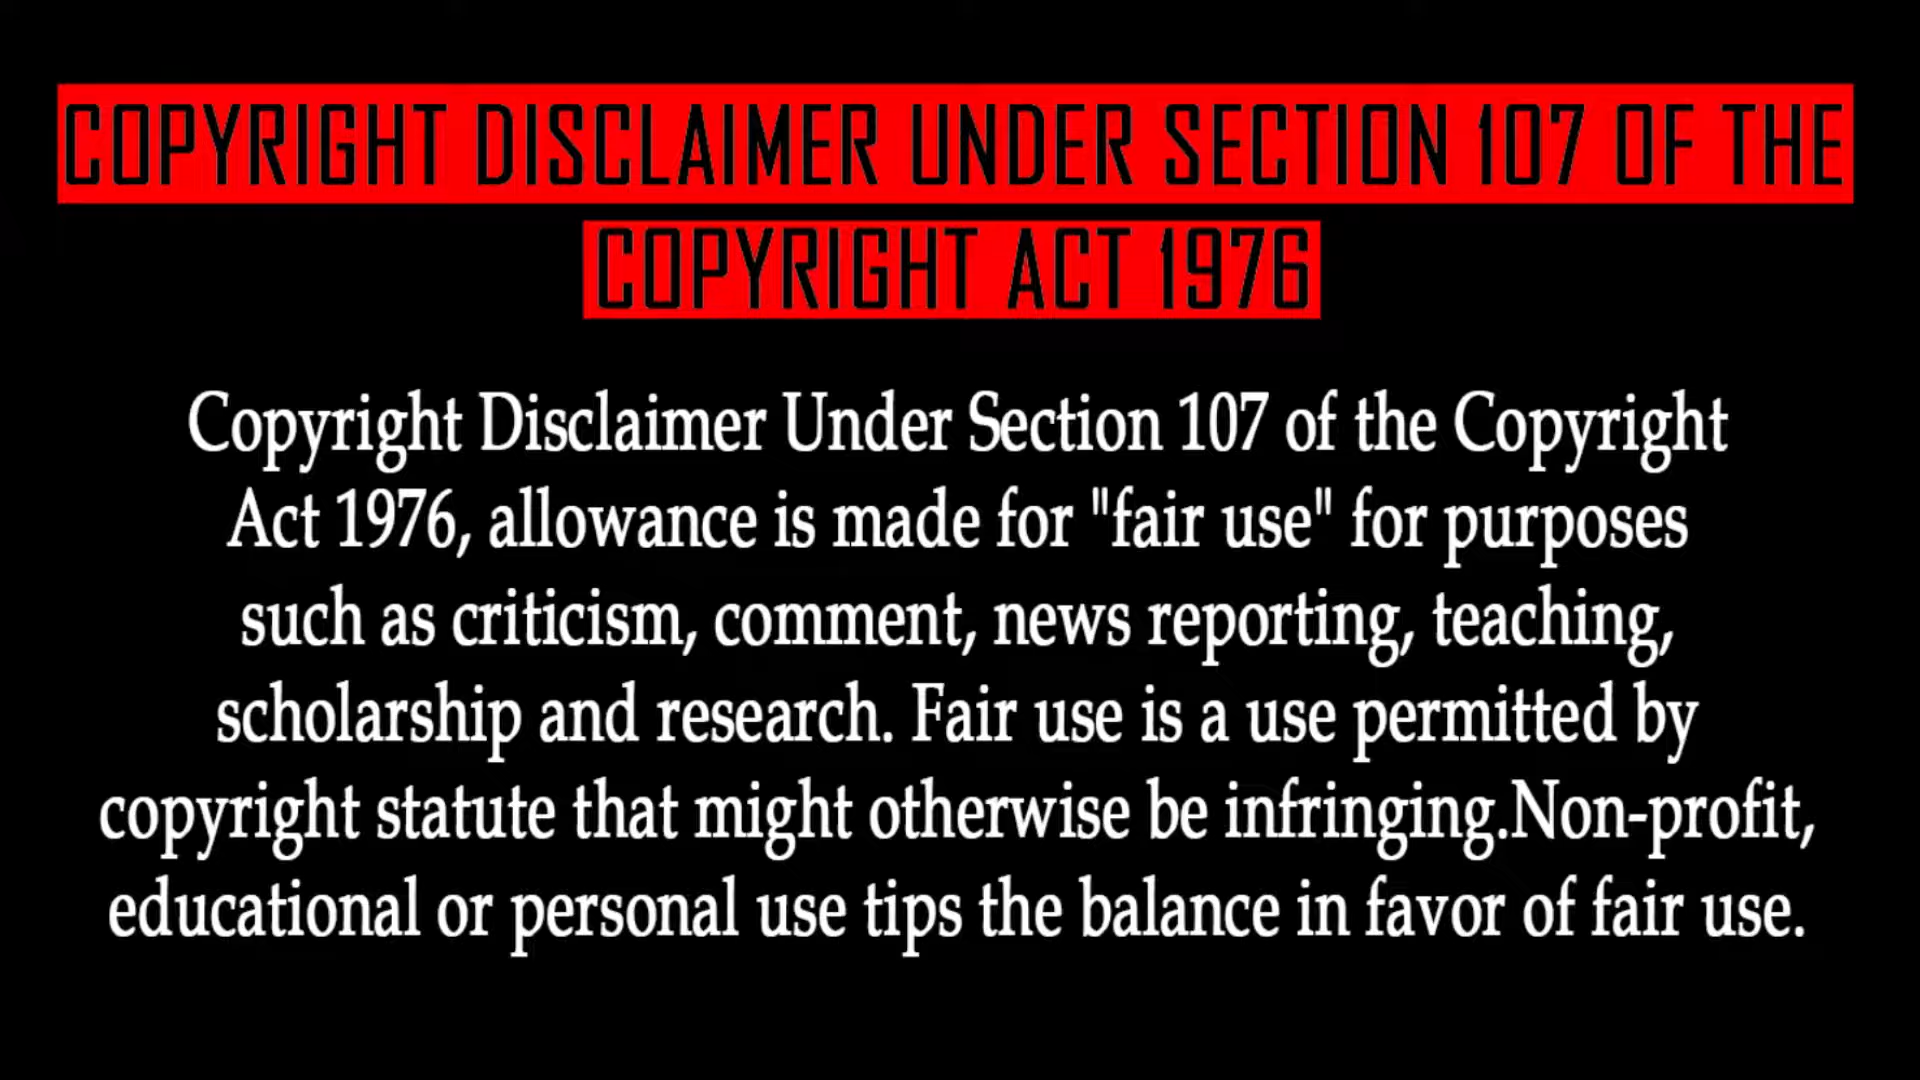 COPYRIGHT DISCLAIMER UNDER SECTION 107 OF THE
COPYRIGHT ACT 1976
Copyright Disclaimer Under Section 107 of the Copyright
Act 1976, allowance is made for "fair use" for purposes
such as criticism, comment, news reporting, teaching,
scholarship and research. Fair use is a use permitted by
copyright statute that might otherwise be infringing.Non-profit,
educational or personal use tips the balance in favor of fair use.